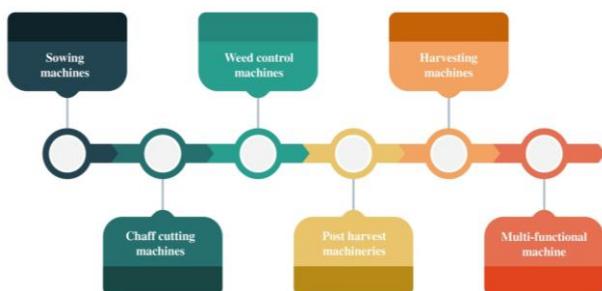 Sowing
machines
Weed control
machines
Harvesting
machines
Chaff cutting
machines
Post harvest
machineries
Multi-functional
machine